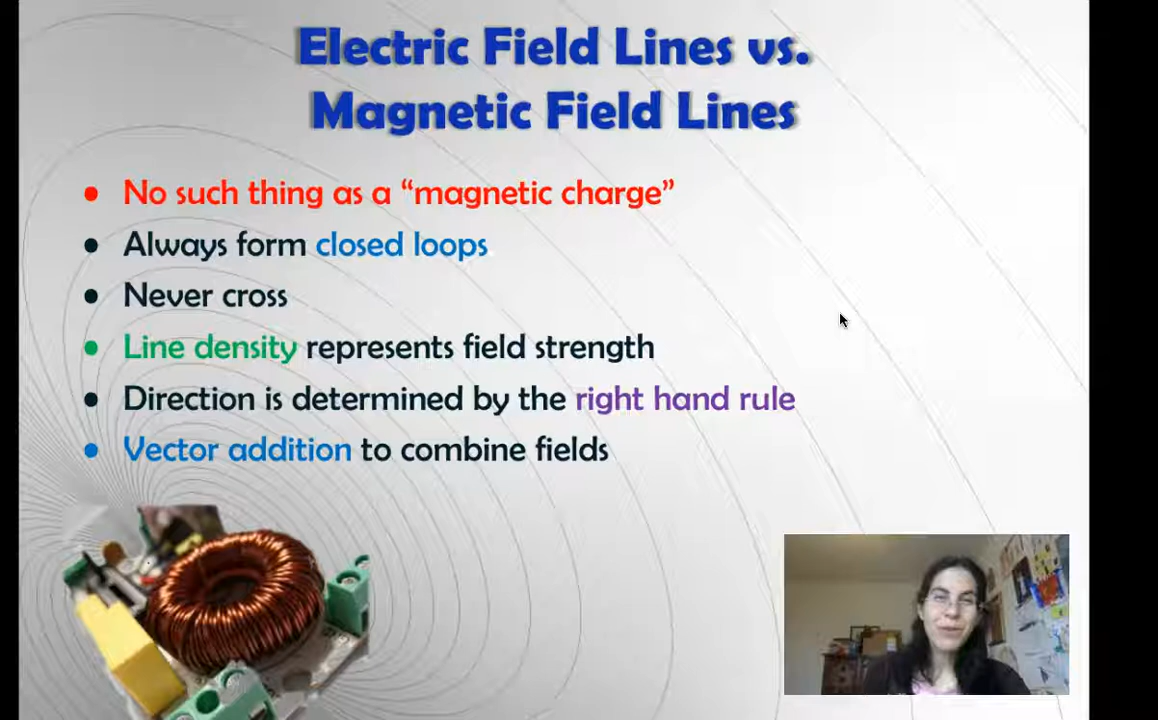 Electric Field Lines vs.
Magnetic Field Lines
• No such thing as a “magnetic charge”
• Always form closed loops
• Never cross
• Line density represents field strength
• Direction is determined by the right hand rule
• Vector addition to combine fields